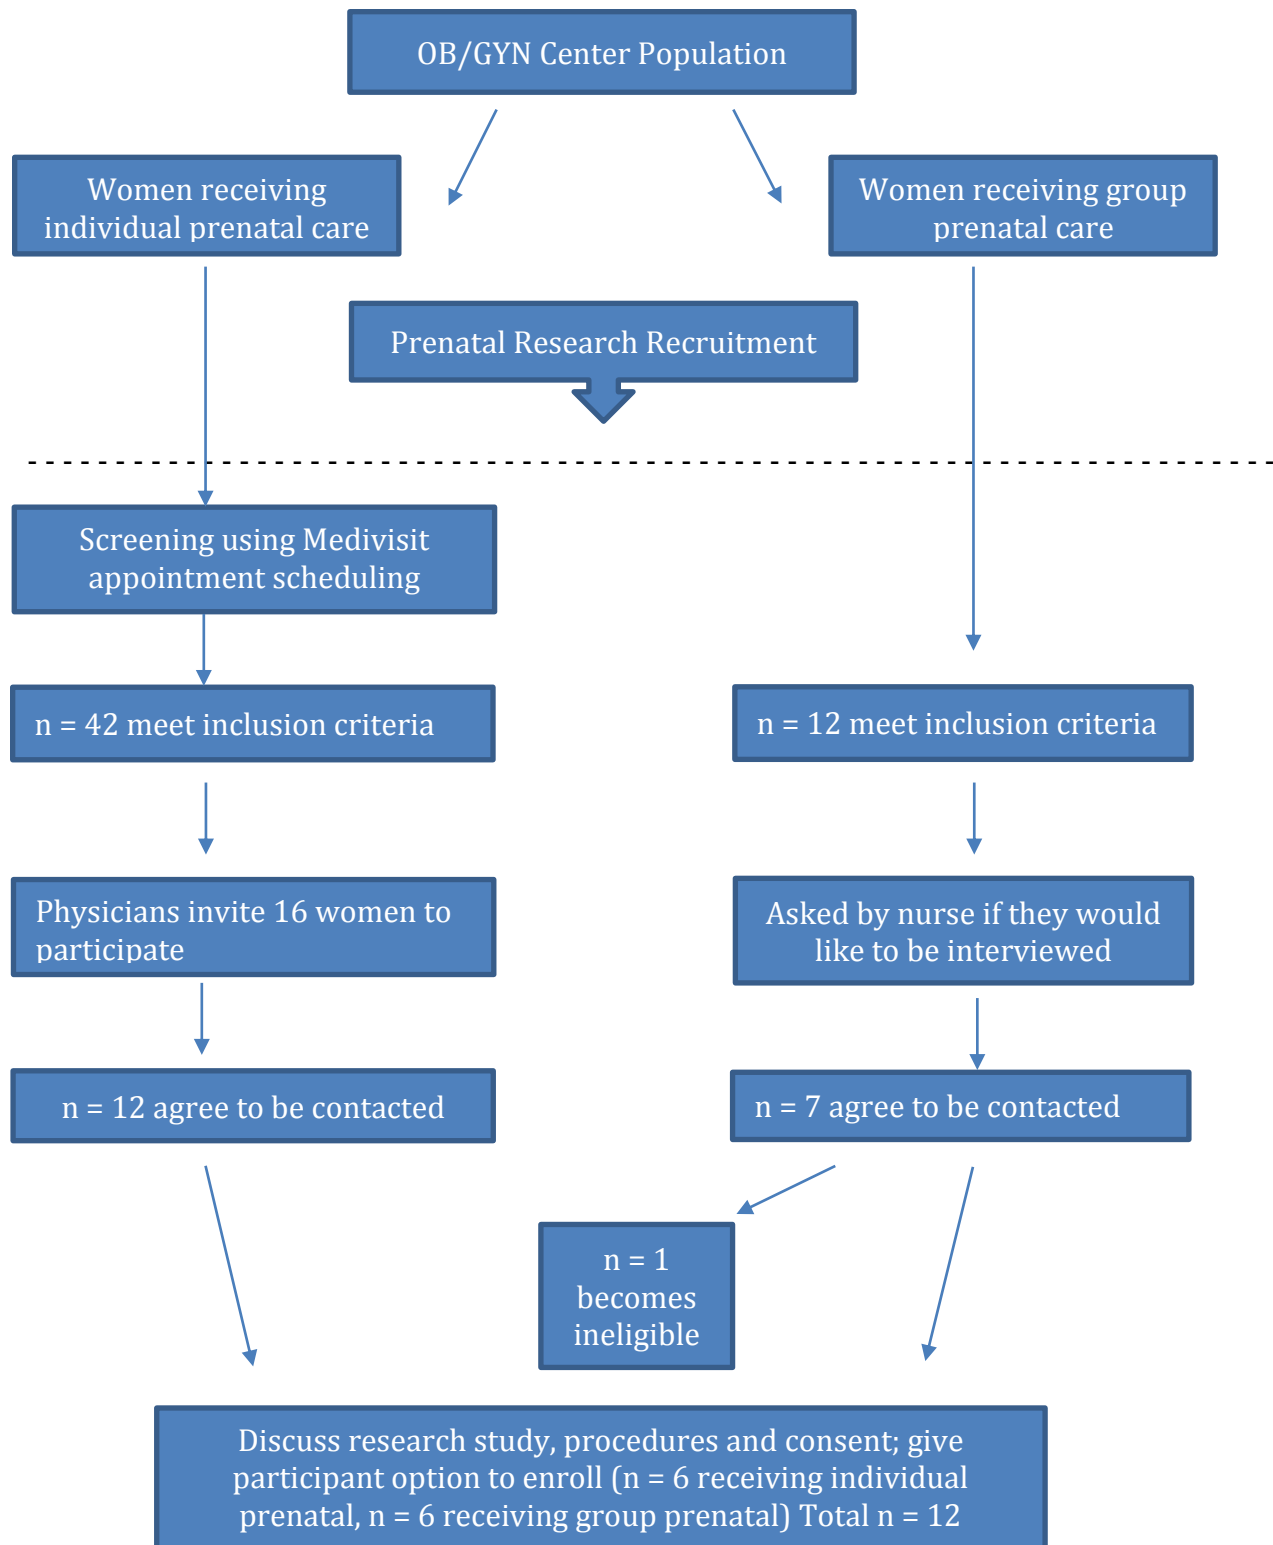 OB/GYN Center Population
Women receiving
individual prenatal care
Women receiving group
prenatal care
Prenatal Research Recruitment
Screening using Medivisit
appointment scheduling
n = 42 meet inclusion criteria
n = 12 meet inclusion criteria
Physicians invite 16 women to
participate
Asked by nurse if they would
like to be interviewed
n = 12 agree to be contacted
n = 7 agree to be contacted
n = 1
becomes
ineligible
Discuss research study, procedures and consent; give
participant option to enroll (n = 6 receiving individual
prenatal, n = 6 receiving group prenatal) Total n = 12